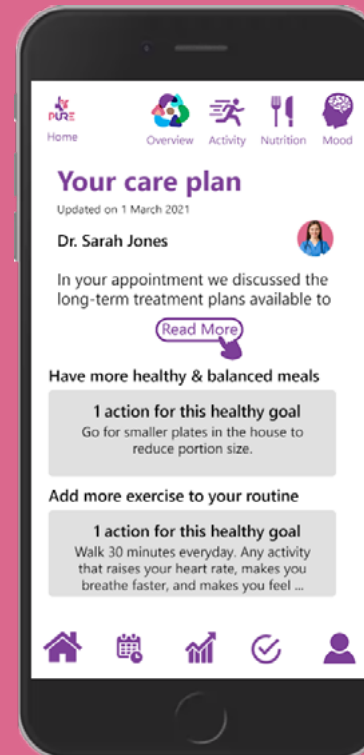 PURE
Home
Overview
Activity
Nutrition
Mood
Your care plan
Updated on 1 March 2021
Dr. Sarah Jones
In your appointment we discussed the
long-term treatment plans available to
Read More
Have more healthy & balanced meals
1 action for this healthy goal
Go for smaller plates in the house to
reduce portion size.
Add more exercise to your routine
1 action for this healthy goal
Walk 30 minutes everyday. Any activity
that raises your heart rate, makes you
breathe faster, and makes you feel ...